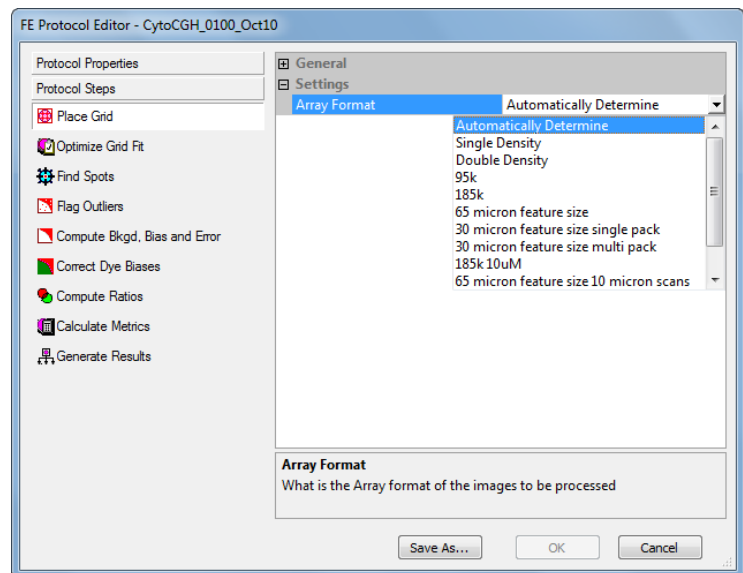 FE Protocol Editor - CytoCGH_0100_Oct10
Protocol Properties
Protocol Steps
Place Grid
Optimize Grid Fit
Find Spots
Flag Outliers
Compute Bkgd, Bias and Error
Correct Dye Biases
Compute Ratios
Calculate Metrics
Generate Results
General
Settings
Array Format Automatically Determine
Automatically Determine
Single Density
Double Density
95k
185k
65 micron feature size
30 micron feature size single pack
30 micron feature size multi pack
185k 10uM
65 micron feature size 10 micron scans
Array Format
What is the Array format of the images to be processed
Save As... OK Cancel